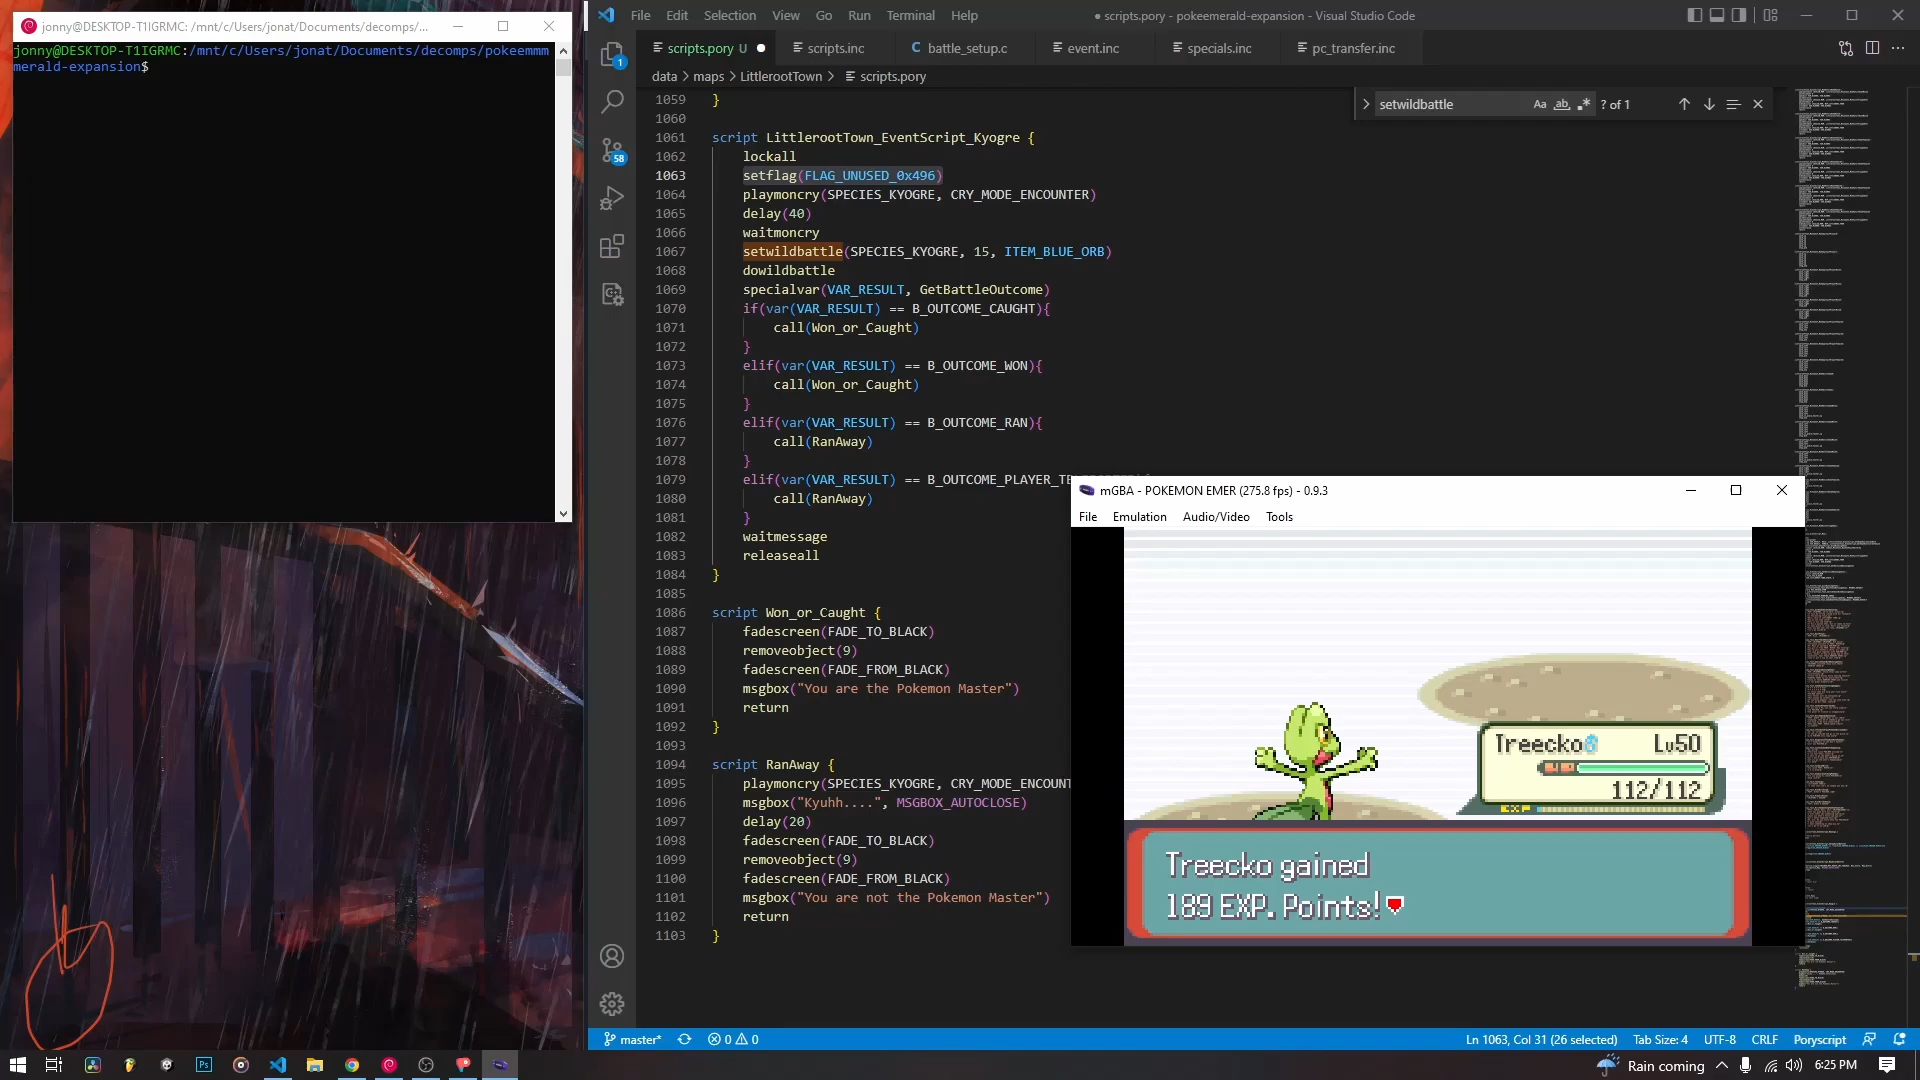 jonny@DESKTOP-T1IGRMC: /mnt/c/Users/jonat/Documents/decomps/...
jonny@DESKTOP-T1IGRMC:/mnt/c/Users/jonat/Documents/decomps/pokeemmm
merald-expansion$
File Edit Selection View Go Run Terminal Help
● scripts.pory - pokeemerald-expansion - Visual Studio Code
scripts.pory U ●
scripts.inc
battle_setup.c
event.inc
specials.inc
pc_transfer.inc
data > maps > LittlerootTown > scripts.pory
setwildbattle
Aa ab .*
? of 1
1
58
1059 }
1060
1061 script LittlerootTown_EventScript_Kyogre {
1062 lockall
1063 setflag(FLAG_UNUSED_0x496)
1064 playmoncry(SPECIES_KYOGRE, CRY_MODE_ENCOUNTER)
1065 delay(40)
1066 waitmoncry
1067 setwildbattle(SPECIES_KYOGRE, 15, ITEM_BLUE_ORB)
1068 dowildbattle
1069 specialvar(VAR_RESULT, GetBattleOutcome)
1070 if(var(VAR_RESULT) == B_OUTCOME_CAUGHT){
1071 call(Won_or_Caught)
1072 }
1073 elif(var(VAR_RESULT) == B_OUTCOME_WON){
1074 call(Won_or_Caught)
1075 }
1076 elif(var(VAR_RESULT) == B_OUTCOME_RAN){
1077 call(RanAway)
1078 }
1079 elif(var(VAR_RESULT) == B_OUTCOME_PLAYER_TE
1080 call(RanAway)
1081 }
1082 waitmessage
1083 releaseall
1084 }
1085
1086 script Won_or_Caught {
1087 fadescreen(FADE_TO_BLACK)
1088 removeobject(9)
1089 fadescreen(FADE_FROM_BLACK)
1090 msgbox("You are the Pokemon Master")
1091 return
1092 }
1093
1094 script RanAway {
1095 playmoncry(SPECIES_KYOGRE, CRY_MODE_ENCOUNT
1096 msgbox("Kyuhh....", MSGBOX_AUTOCLOSE)
1097 delay(20)
1098 fadescreen(FADE_TO_BLACK)
1099 removeobject(9)
1100 fadescreen(FADE_FROM_BLACK)
1101 msgbox("You are not the Pokemon Master")
1102 return
1103 }
mGBA - POKEMON EMER (275.8 fps) - 0.9.3
File Emulation Audio/Video Tools
Treecko♂ Lv50
HP
112/112
EXP
Treecko gained
189 EXP. Points!
master*
0 0
Ln 1063, Col 31 (26 selected) Tab Size: 4 UTF-8 CRLF Poryscript
Ps
Rain coming
6:25 PM